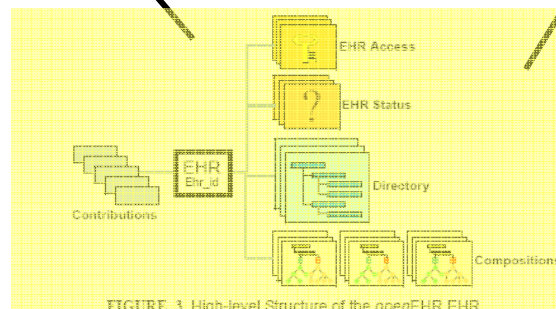 EHR Access
?
EHR Status
EHR
Ehr_id
Directory
Contributions
Compositions
FIGURE 3 High-level Structure of the openEHR EHR